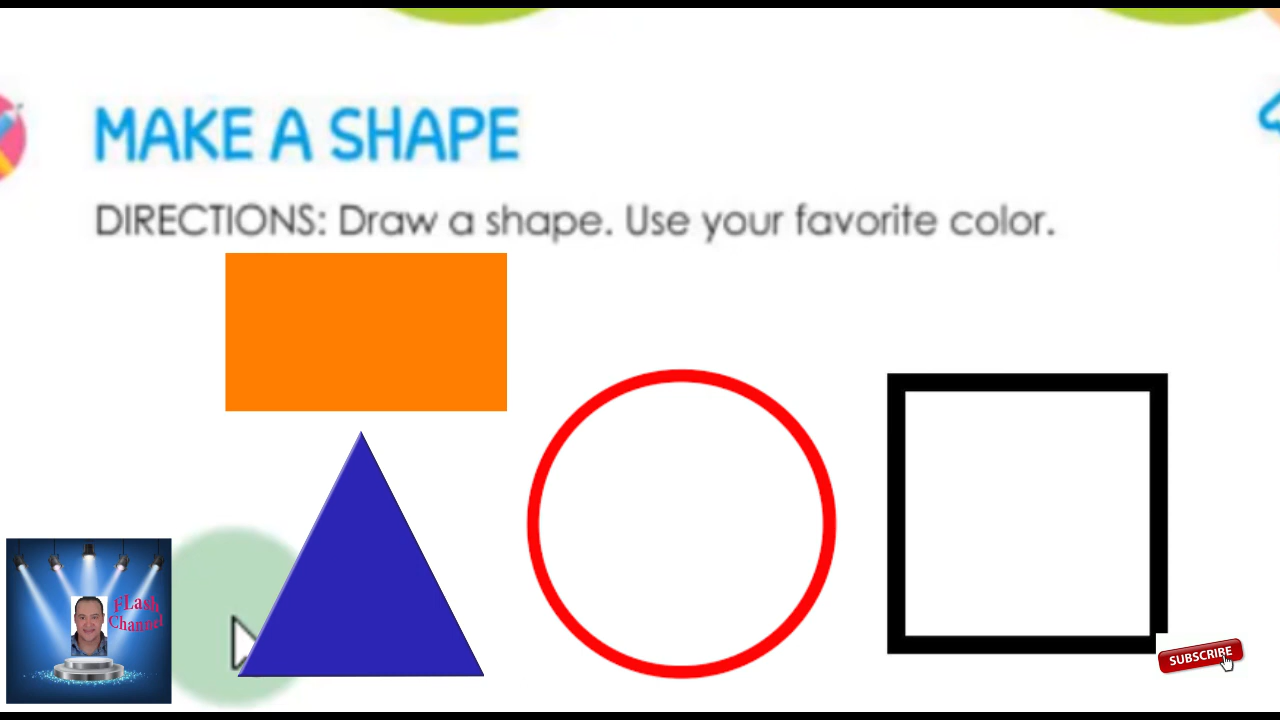 MAKE A SHAPE
DIRECTIONS: Draw a shape. Use your favorite color.
FLash
Channel
SUBSCRIBE